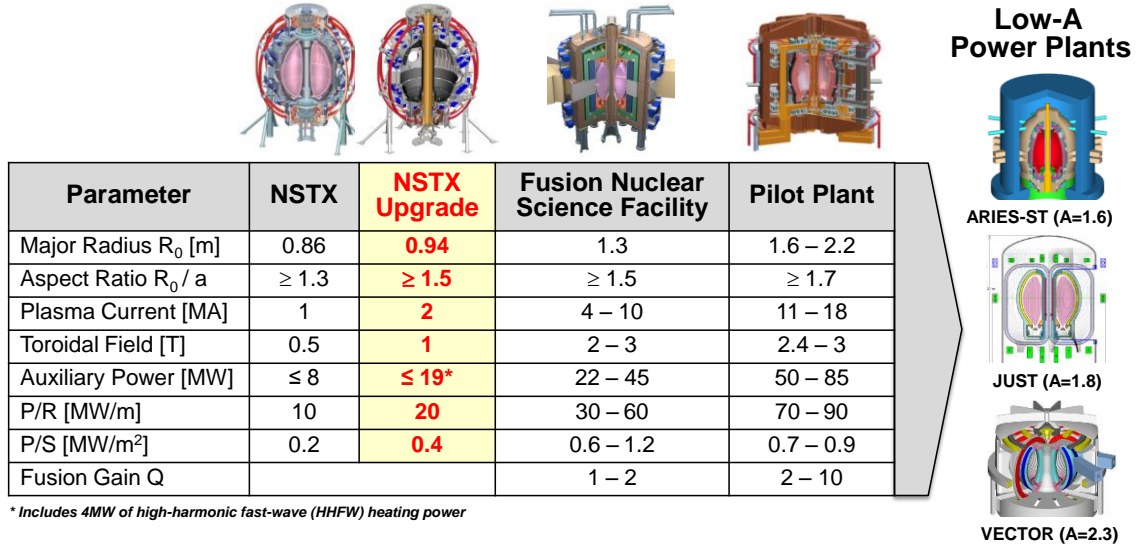 Low-A
Power Plants
Parameter NSTX NSTX Upgrade Fusion Nuclear Science Facility Pilot Plant
Major Radius R0 [m] 0.86 0.94 1.3 1.6 – 2.2
Aspect Ratio R0 / a ≥ 1.3 ≥ 1.5 ≥ 1.5 ≥ 1.7
Plasma Current [MA] 1 2 4 – 10 11 – 18
Toroidal Field [T] 0.5 1 2 – 3 2.4 – 3
Auxiliary Power [MW] ≤ 8 ≤ 19* 22 – 45 50 – 85
P/R [MW/m] 10 20 30 – 60 70 – 90
P/S [MW/m2] 0.2 0.4 0.6 – 1.2 0.7 – 0.9
Fusion Gain Q 1 – 2 2 – 10
* Includes 4MW of high-harmonic fast-wave (HHFW) heating power
ARIES-ST (A=1.6)
JUST (A=1.8)
VECTOR (A=2.3)